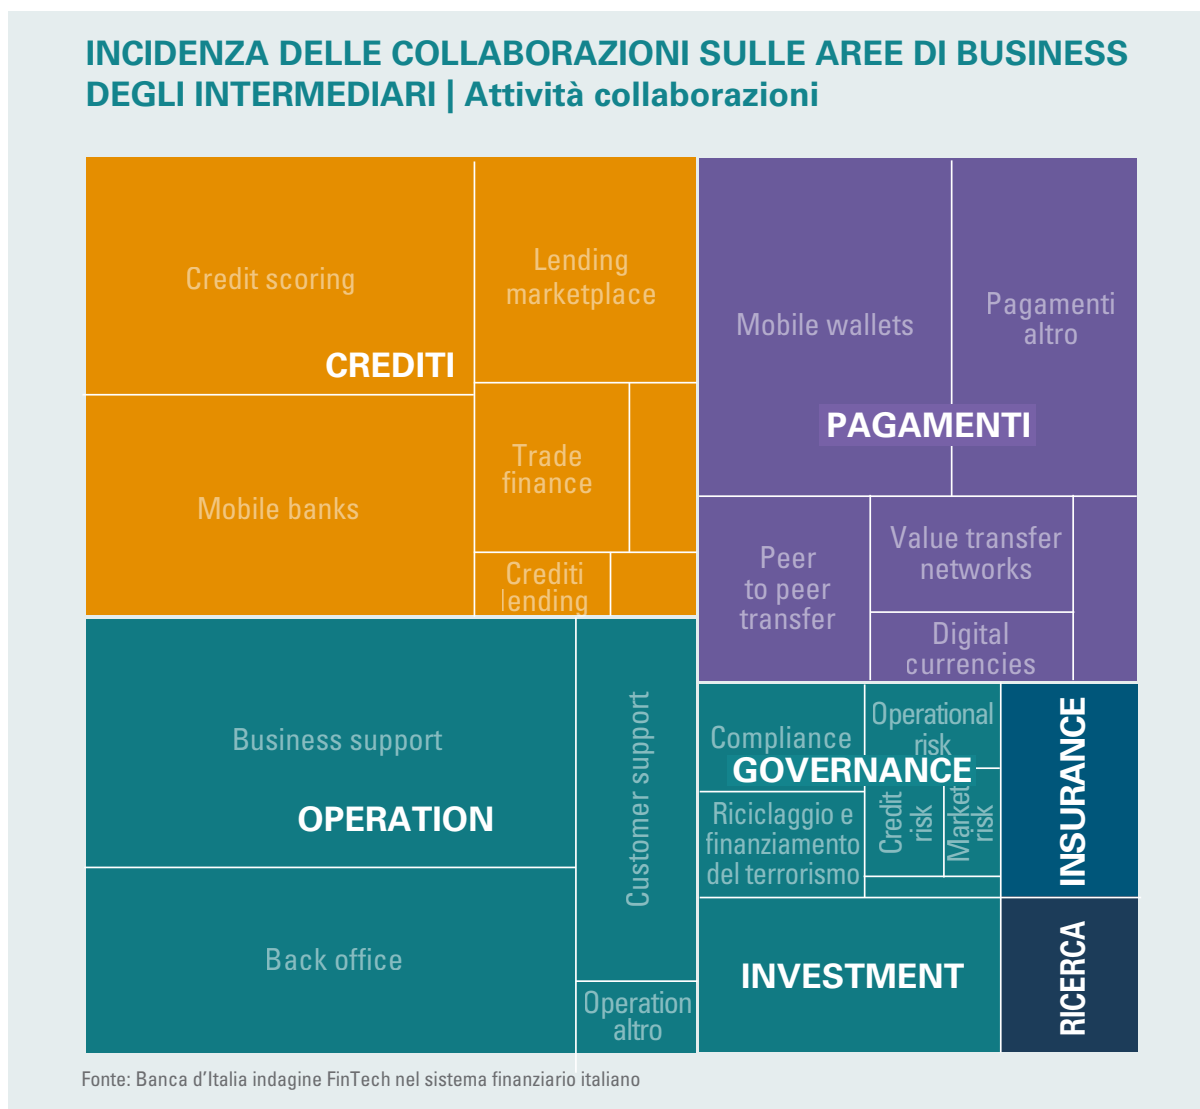 INCIDENZA DELLE COLLABORAZIONI SULLE AREE DI BUSINESS
DEGLI INTERMEDIARI | Attività collaborazioni
Credit scoring
CREDITI
Mobile banks
Lending
marketplace
Trade
finance
Crediti
lending
Mobile wallets
Pagamenti
altro
PAGAMENTI
Peer
to peer
transfer
Value transfer
networks
Digital
currencies
Business support
OPERATION
Back office
Customer support
Operation
altro
Compliance
Operational
risk
GOVERNANCE
Riciclaggio e
finanziamento
del terrorismo
Credit
risk
Market
risk
INSURANCE
INVESTMENT
RICERCA
Fonte: Banca d'Italia indagine FinTech nel sistema finanziario italiano